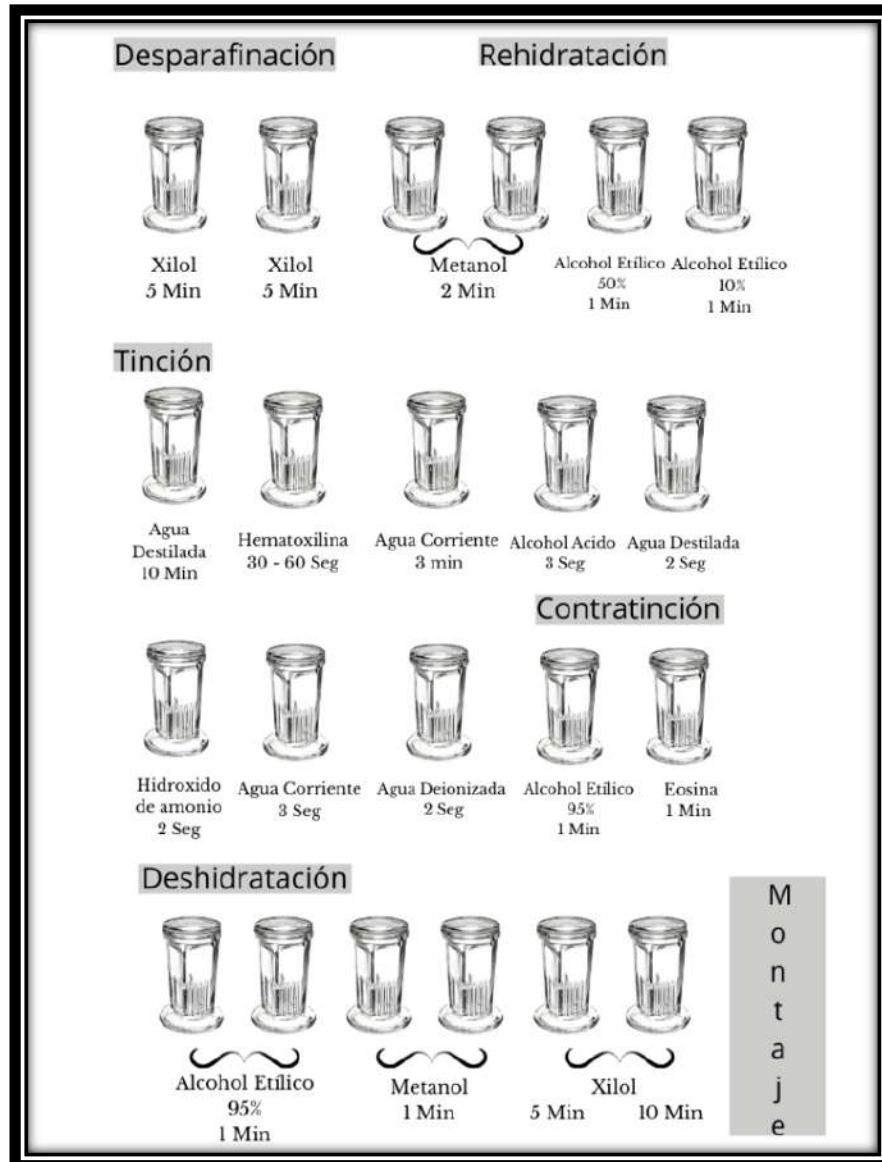 Desparafinación
Rehidratación
Xilol
5 Min
Xilol
5 Min
Metanol
2 Min
Alcohol Etílico
50%
1 Min
Alcohol Etílico
10%
1 Min
Tinción
Agua
Destilada
10 Min
Hematoxilina
30 - 60 Seg
Agua Corriente
3 min
Alcohol Acido
3 Seg
Agua Destilada
2 Seg
Contratinción
Hidroxido
de amonio
2 Seg
Agua Corriente
3 Seg
Agua Deionizada
2 Seg
Alcohol Etílico
95%
1 Min
Eosina
1 Min
Deshidratación
Alcohol Etílico
95%
1 Min
Metanol
1 Min
Xilol
5 Min 10 Min
Montaje